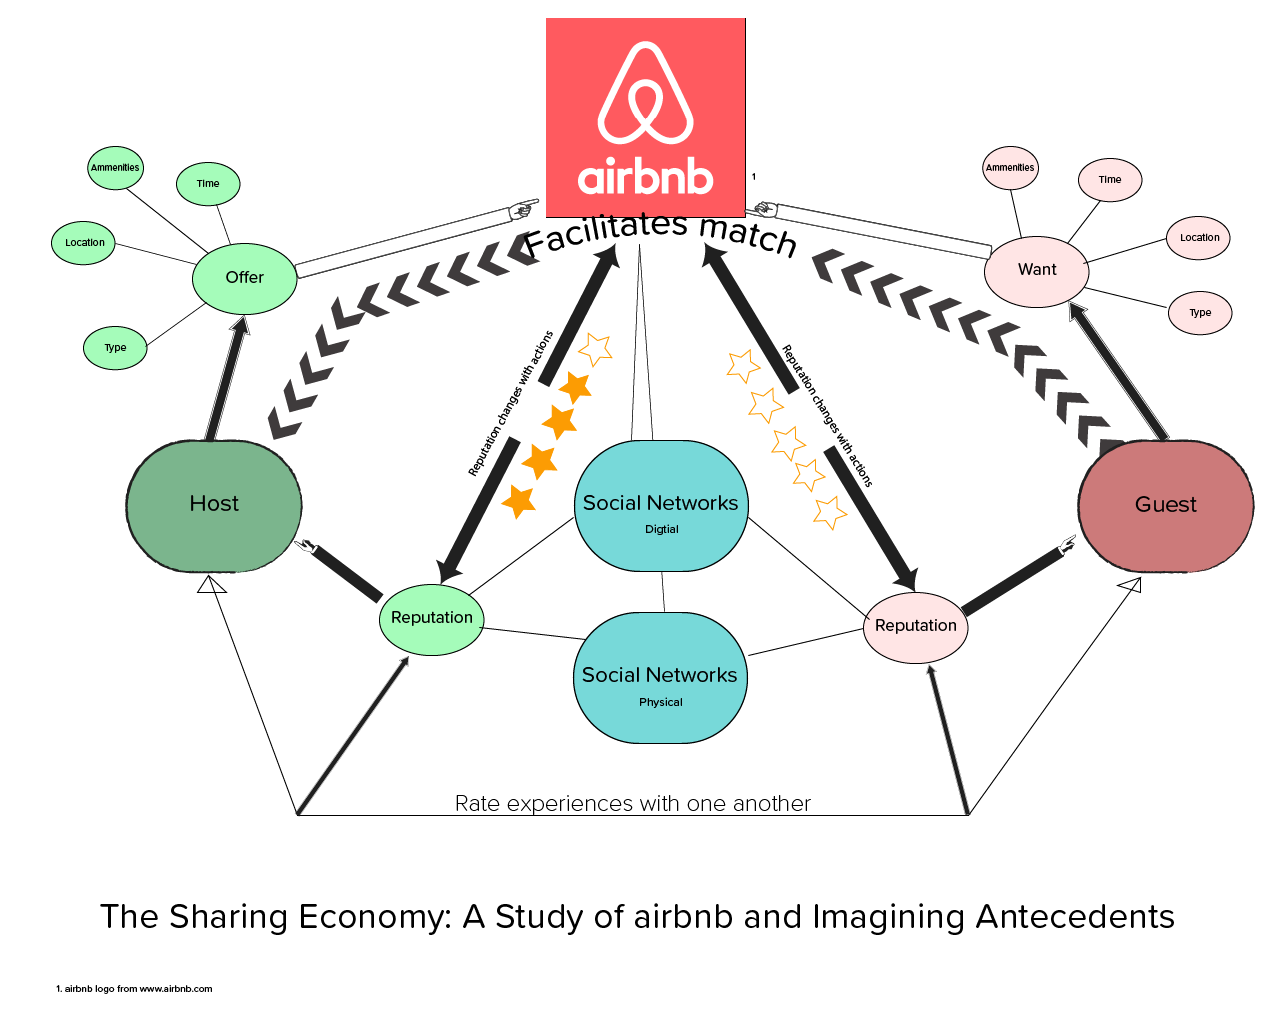 airbnb
1
Facilitates match
Ammenities
Time
Location
Offer
Type
Ammenities
Time
Location
Want
Type
Reputation changes with actions
Reputation changes with actions
Host
Social Networks
Digtial
Guest
Reputation
Reputation
Social Networks
Physical
Rate experiences with one another
The Sharing Economy: A Study of airbnb and Imagining Antecedents
1. airbnb logo from www.airbnb.com